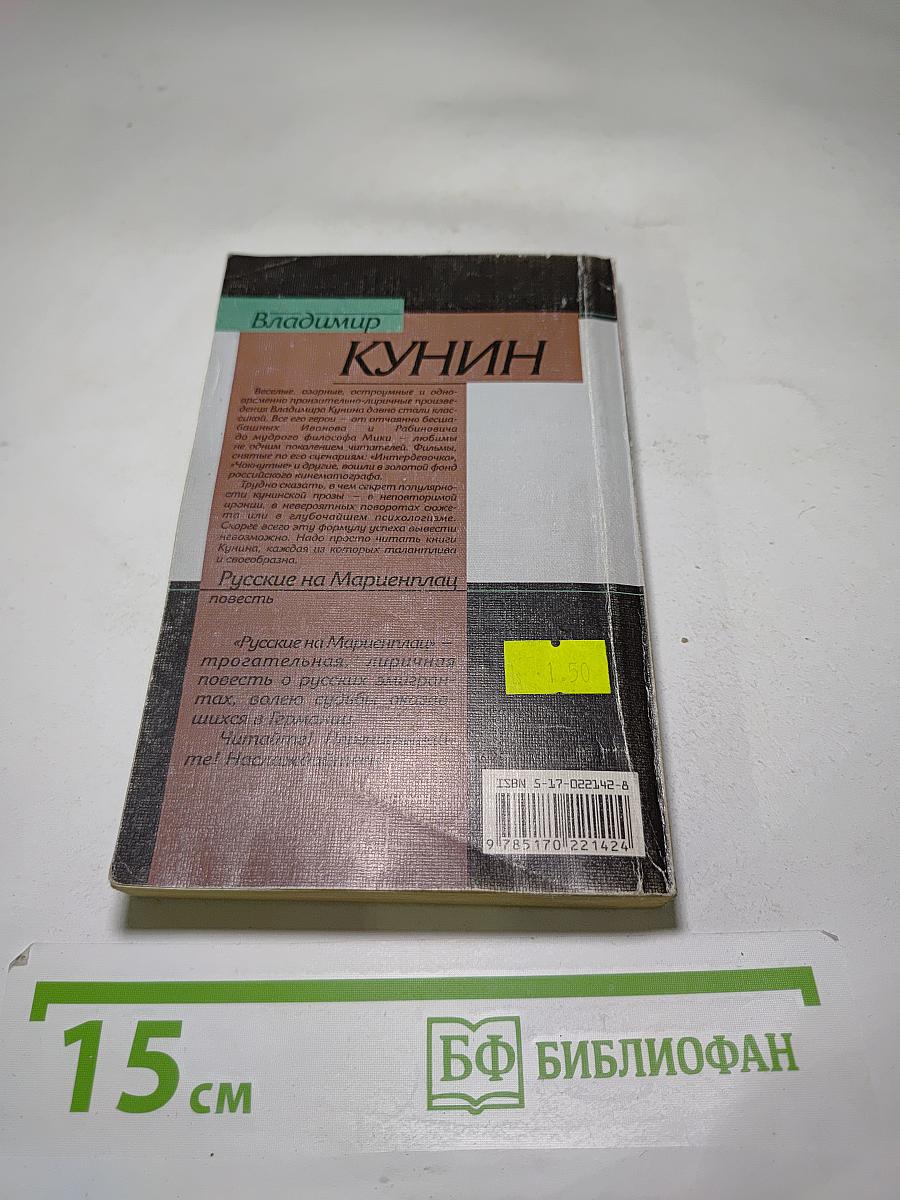 Владимир
КУНИН
Веселые, озорные, остроумные и одно-
временно пронзительно-лиричные произве-
дения Владимира Кунина давно стали клас-
сикой. Все его герои – от отчаянно бесша-
башных Иванова и Рабиновича
до мудрого философа Мики – любимы
не одним поколением читателей. Фильмы,
снятые по его сценариям: «Интердевочка»,
«Чокнутые» и другие, вошли в золотой фонд
российского кинематографа.
Трудно сказать, в чем секрет популярно-
сти кунинской прозы – в неповторимой
иронии, в невероятных поворотах сюже-
та или в глубочайшем психологизме.
Скорее всего эту формулу успеха вывести
невозможно. Надо просто читать книги
Кунина, каждая из которых талантлива
и своеобразна.
Русские на Мариенплац
повесть
«Русские на Мариенплац» –
трогательная, лиричная
повесть о русских эмигран-
тах, волею судьбы оказав-
шихся в Германии.
Читайте!
те! Наслаждайтесь!
1.50
ISBN 5-17-022142-8
9 785170 221424
15 см
БФ БИБЛИОФАН